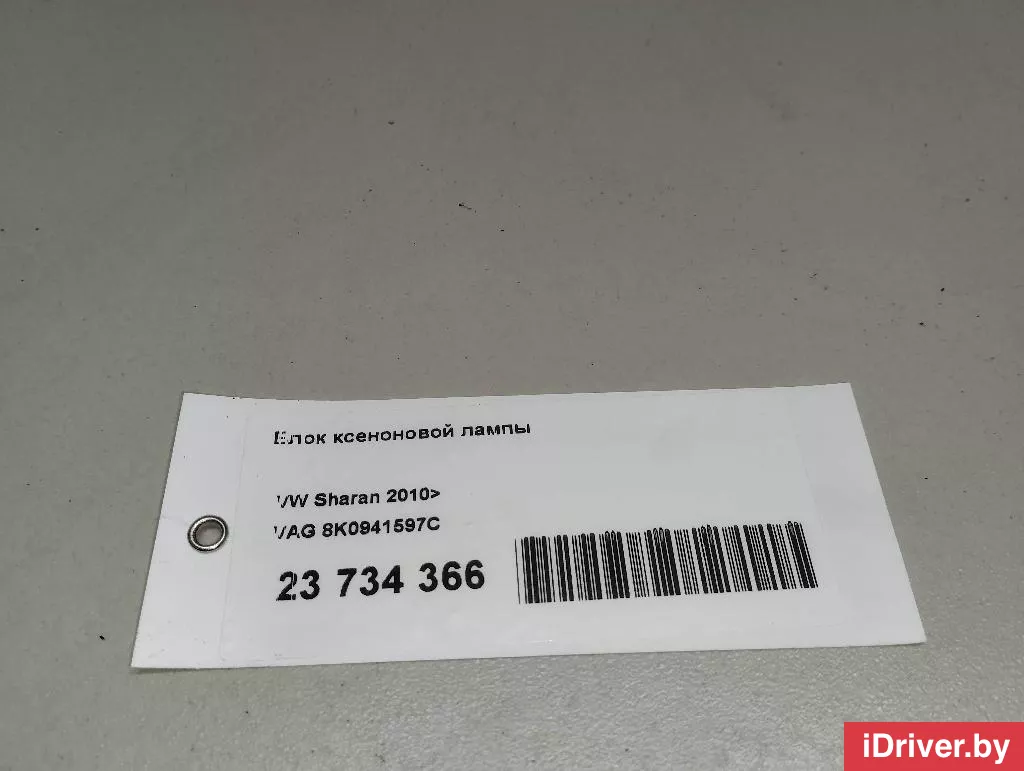 Блок ксеноновой лампы
VW Sharan 2010>
VAG 8K0941597C
23 734 366
iDriver.by